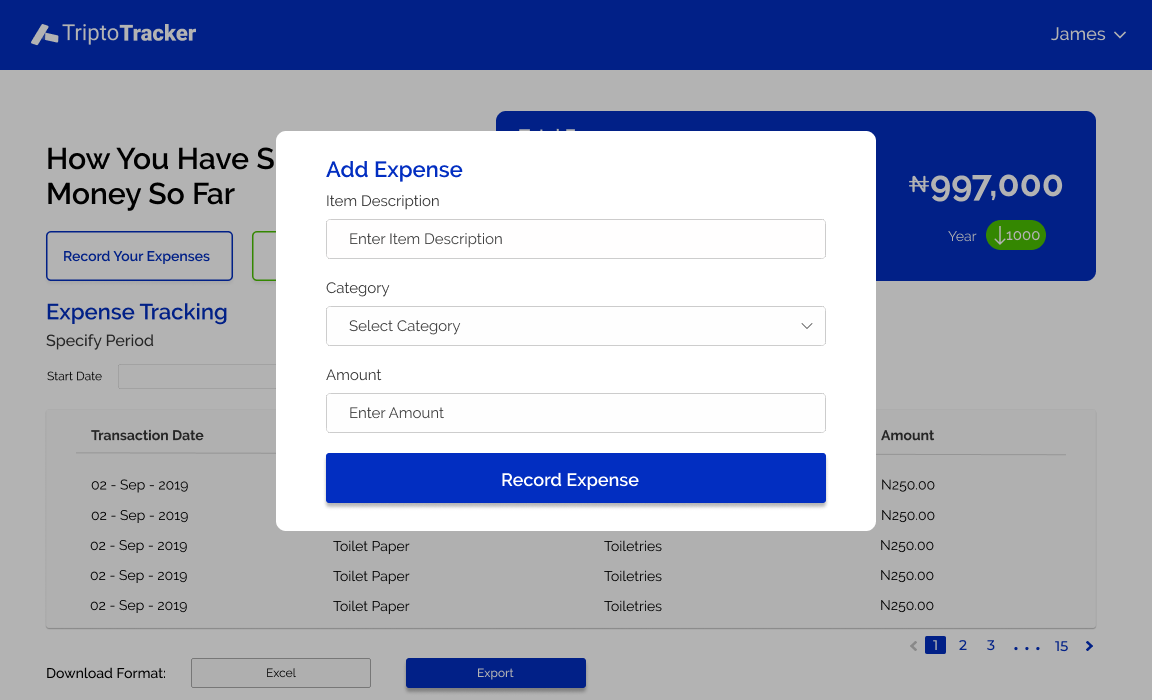 TriptoTracker
James
How You Have S
Money So Far
₦997,000
Year ↓1000
Record Your Expenses
Expense Tracking
Specify Period
Start Date
Add Expense
Item Description
Enter Item Description
Category
Select Category
Amount
Enter Amount
Record Expense
Transaction Date Amount
02 - Sep - 2019 N250.00
02 - Sep - 2019 N250.00
02 - Sep - 2019 Toilet Paper Toiletries N250.00
02 - Sep - 2019 Toilet Paper Toiletries N250.00
02 - Sep - 2019 Toilet Paper Toiletries N250.00
1 2 3 ... 15
Download Format: Excel Export